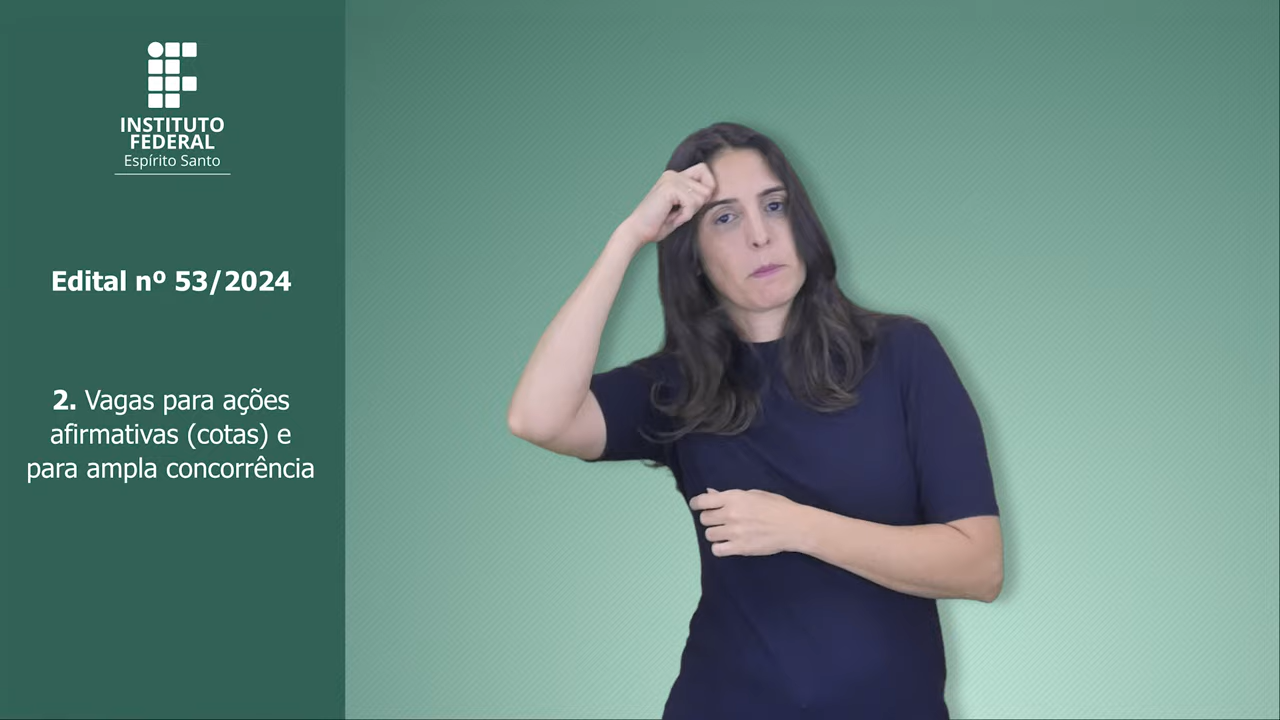 INSTITUTO
FEDERAL
Espírito Santo
Edital nº 53/2024
2. Vagas para ações
afirmativas (cotas) e
para ampla concorrência